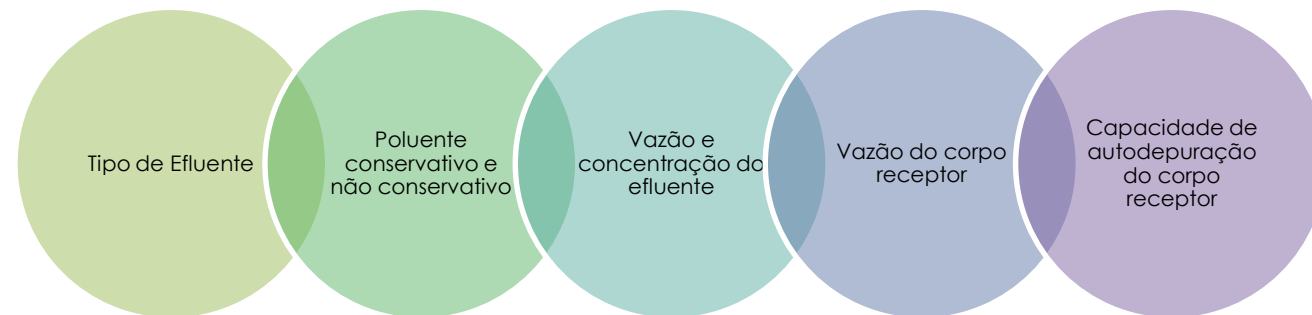 Tipo de Efluente
Poluente
conservativo e
não conservativo
Vazão e
concentração do
efluente
Vazão do corpo
receptor
Capacidade de
autodepuração
do corpo
receptor